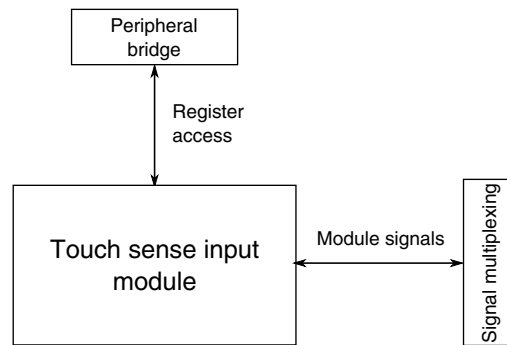 Peripheral
bridge
Register
access
Touch sense input
module
Module signals
Signal multiplexing